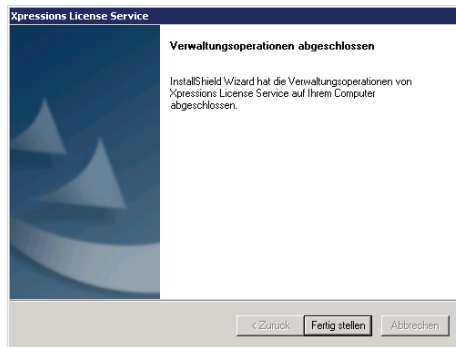 Xpressions License Service
Verwaltungsoperationen abgeschlossen
InstallShield Wizard hat die Verwaltungsoperationen von
Xpressions License Service auf Ihrem Computer
abgeschlossen.
< Zurück Fertig stellen Abbrechen